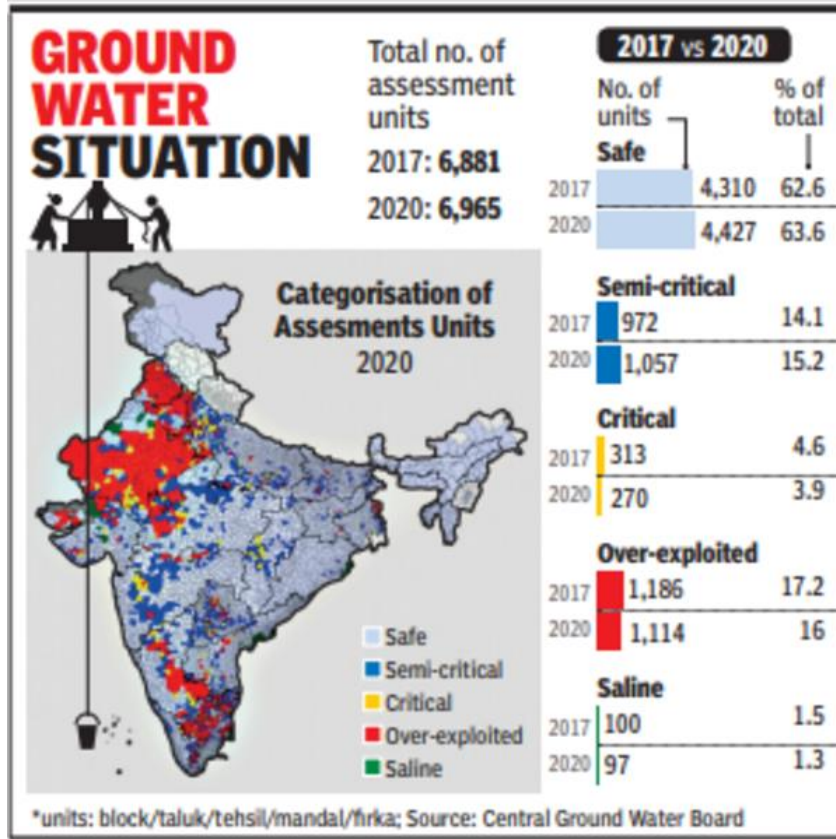 GROUND
WATER
SITUATION
Total no. of
assessment
units
2017: 6,881
2020: 6,965
2017 vs 2020
No. of
units
% of
total
Safe
2017 4,310 62.6
2020 4,427 63.6
Semi-critical
2017 972 14.1
2020 1,057 15.2
Critical
2017 313 4.6
2020 270 3.9
Over-exploited
2017 1,186 17.2
2020 1,114 16
Saline
2017 100 1.5
2020 97 1.3
Categorisation of
Assesments Units
2020
Safe
Semi-critical
Critical
Over-exploited
Saline
*units: block/taluk/tehsil/mandal/firka; Source: Central Ground Water Board